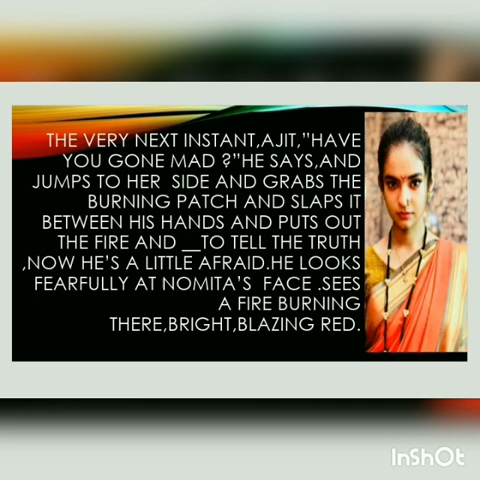 THE VERY NEXT INSTANT,AJIT,"HAVE
YOU GONE MAD ?"HE SAYS,AND
JUMPS TO HER SIDE AND GRABS THE
BURNING PATCH AND SLAPS IT
BETWEEN HIS HANDS AND PUTS OUT
THE FIRE AND __TO TELL THE TRUTH
,NOW HE'S A LITTLE AFRAID.HE LOOKS
FEARFULLY AT NOMITA'S FACE .SEES
A FIRE BURNING
THERE,BRIGHT,BLAZING RED.
InShOt